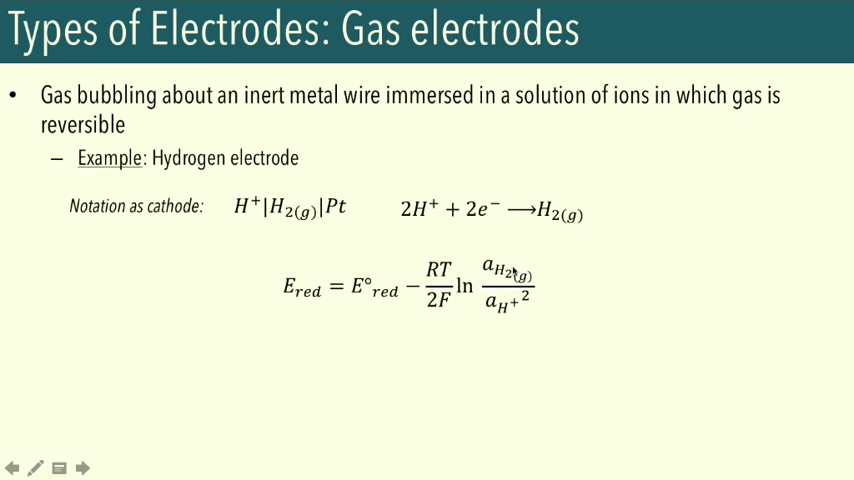 Types of Electrodes: Gas electrodes
• Gas bubbling about an inert metal wire immersed in a solution of ions in which gas is
reversible
– Example: Hydrogen electrode
Notation as cathode: H⁺|H₂₍g₎|Pt 2H⁺ + 2e⁻ ⟶H₂₍g₎
E_red = E°_red − RT/2F ln a_H₂(g)/a_H⁺²